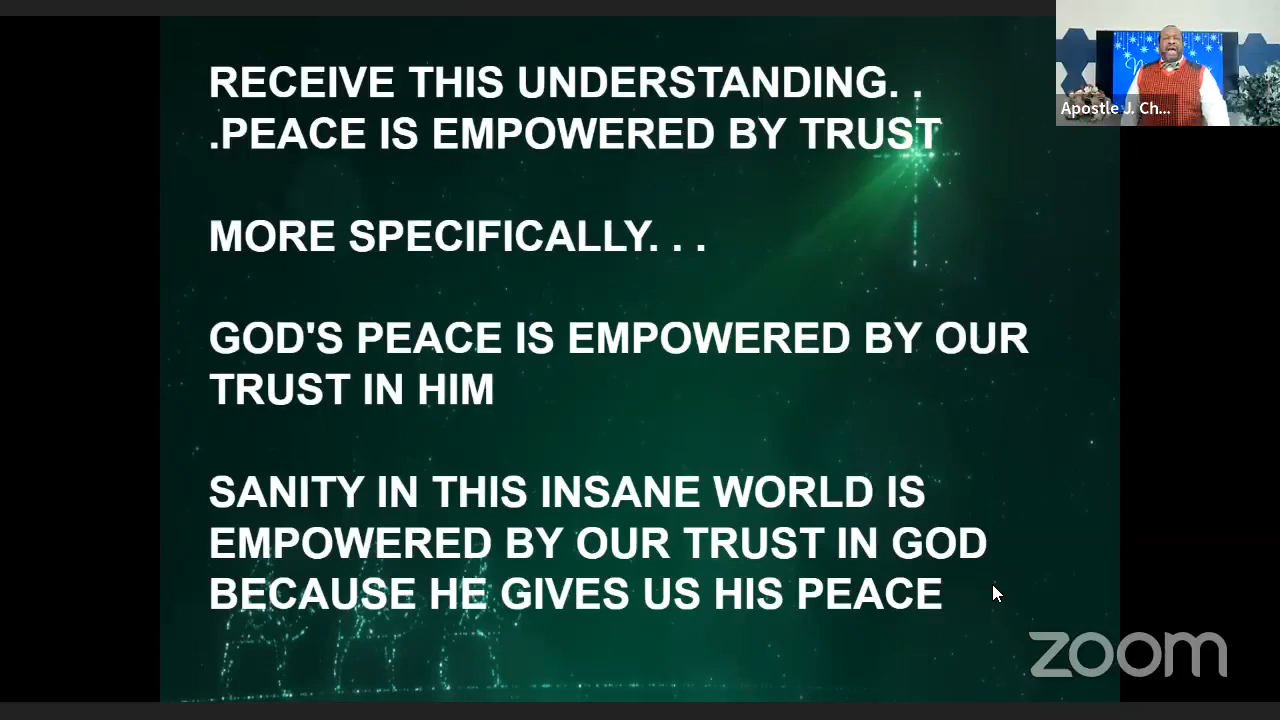 RECEIVE THIS UNDERSTANDING. .
.PEACE IS EMPOWERED BY TRUST
MORE SPECIFICALLY. . .
GOD'S PEACE IS EMPOWERED BY OUR
TRUST IN HIM
SANITY IN THIS INSANE WORLD IS
EMPOWERED BY OUR TRUST IN GOD
BECAUSE HE GIVES US HIS PEACE
Apostle J. Ch...
zoom